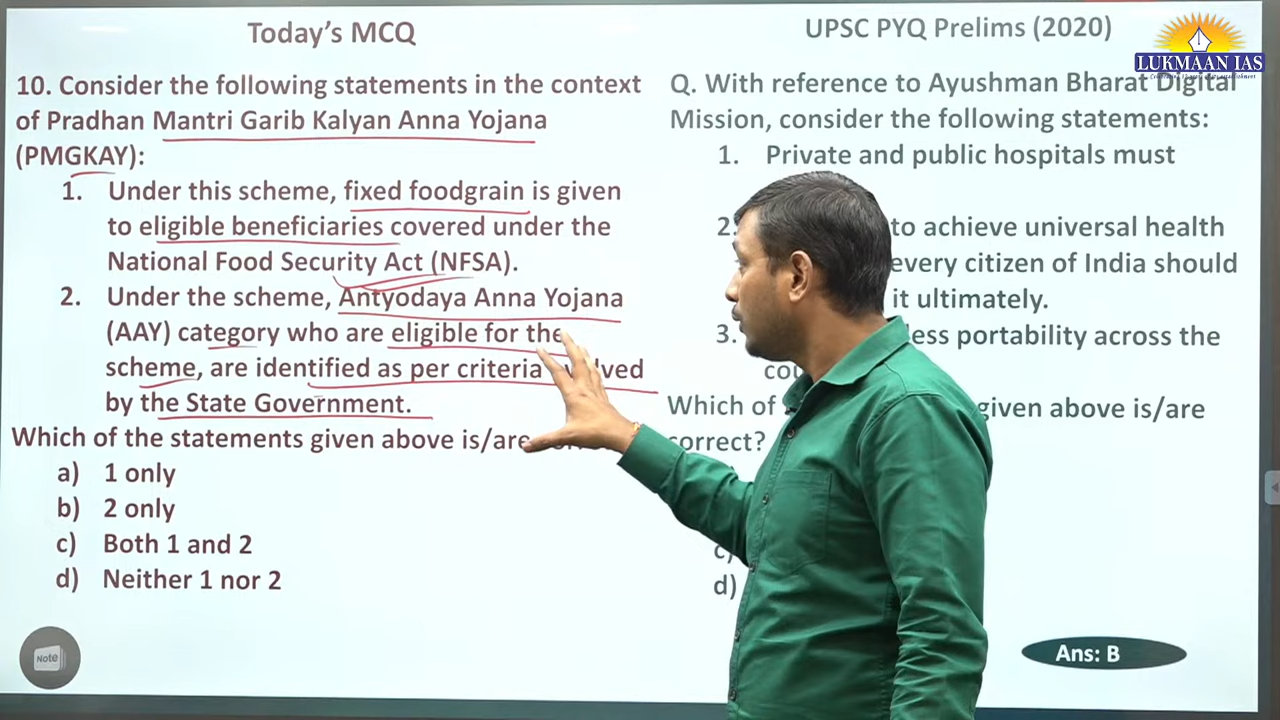 Today's MCQ
10. Consider the following statements in the context
of Pradhan Mantri Garib Kalyan Anna Yojana
(PMGKAY):
1. Under this scheme, fixed foodgrain is given
to eligible beneficiaries covered under the
National Food Security Act (NFSA).
2. Under the scheme, Antyodaya Anna Yojana
(AAY) category who are eligible for the
scheme, are identified as per criteria
by the State Government.
Which of the statements given above is/are
a) 1 only
b) 2 only
c) Both 1 and 2
d) Neither 1 nor 2
Note
UPSC PYQ Prelims (2020)
LUKMAAN IAS
Q. With reference to Ayushman Bharat Digital
Mission, consider the following statements:
1. Private and public hospitals must
2. to achieve universal health
every citizen of India should
it ultimately.
3. portability across the
Which of given above is/are
correct?
c)
d)
Ans: B